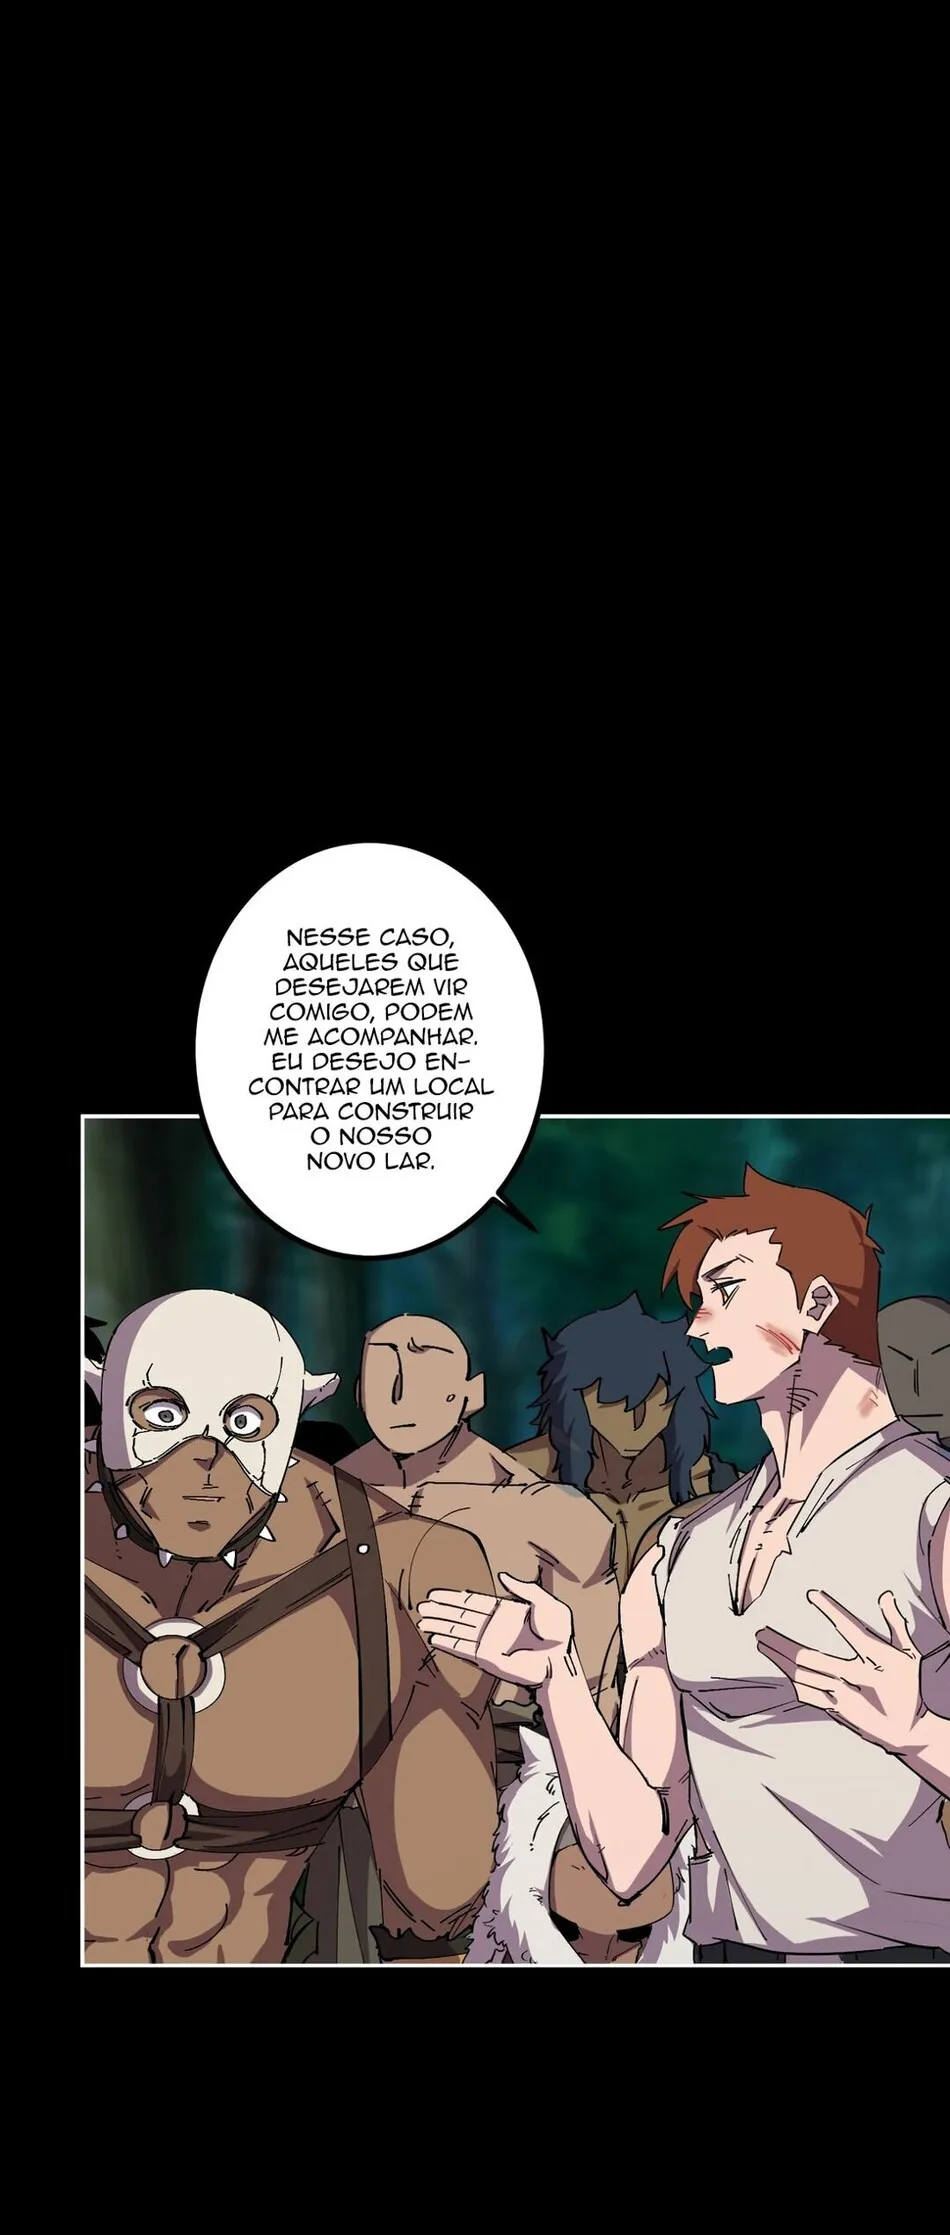 NESSE CASO,
AQUELES QUE
DESEJAREM VIR
COMIGO, PODEM
ME ACOMPANHAR.
EU DESEJO EN-
CONTRAR UM LOCAL
PARA CONSTRUIR
O NOSSO
NOVO LAR.